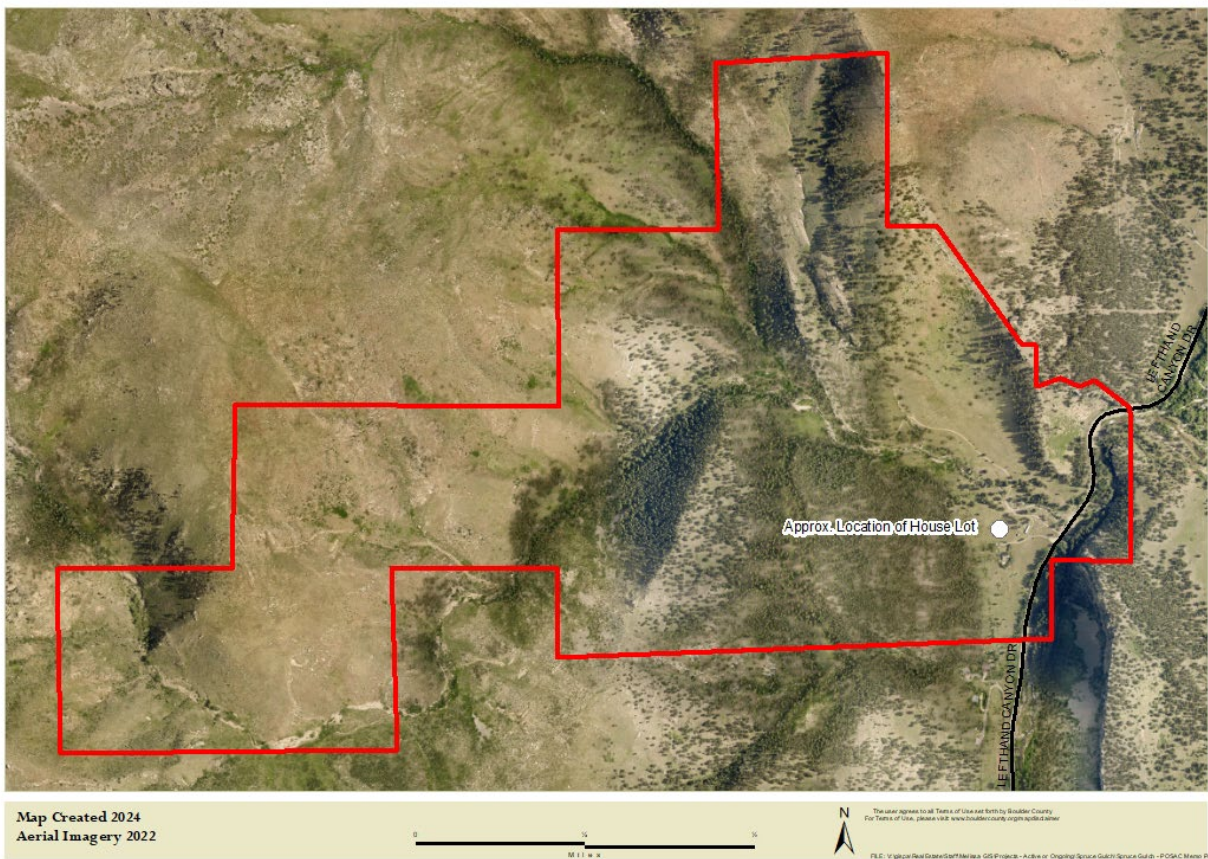 LEFTHAND
CANYON DR
Approx. Location of House Lot
LEFTHAND CANYON DR
Map Created 2024
Aerial Imagery 2022
0
Miles
N
The user agrees to all Terms of Use set forth by Boulder County
For Terms of Use, please visit www.bouldercounty.org/mapdisclaimer